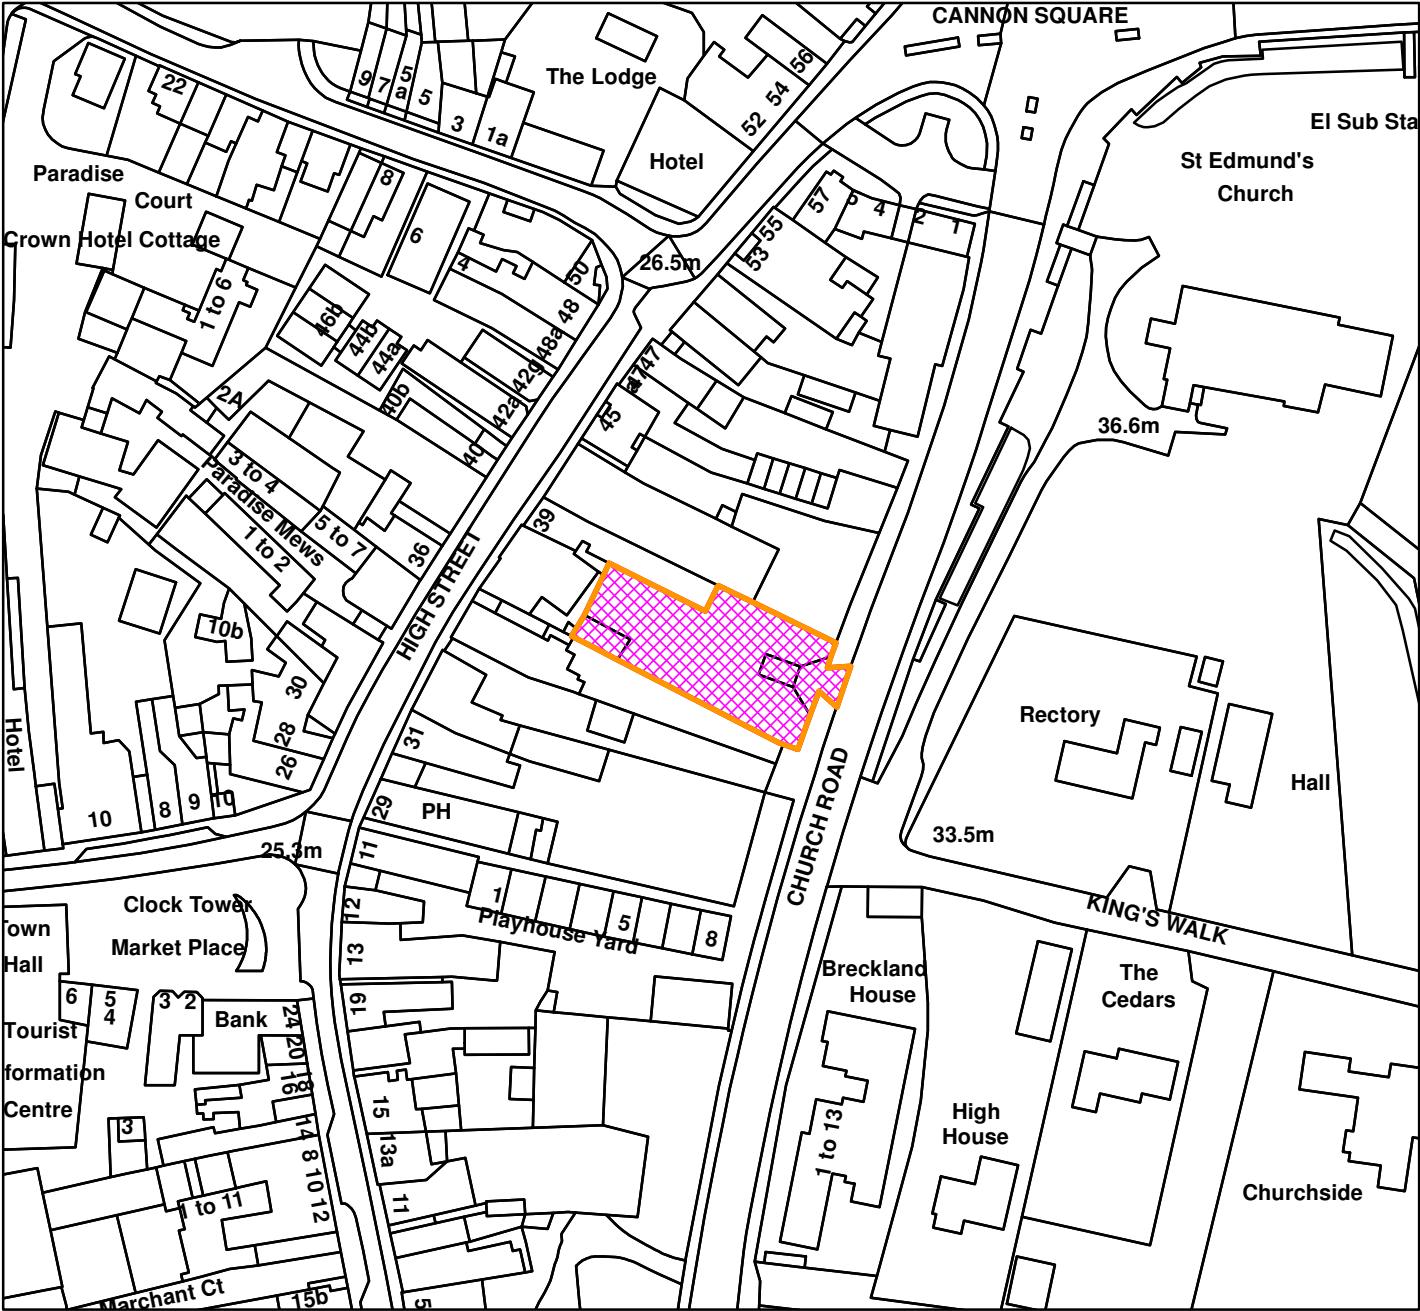 CANNON SQUARE
56
54
52
The Lodge
9
7
5
a
5
3
1a
22
El Sub Sta
St Edmund's
Church
Hotel
Paradise
Court
8
57
5
4
2
1
55
53
6
4
50
26.5m
Crown Hotel Cottage
1 to 6
46b
44b
44a
48
48a
42g
42a
40b
40
47
45
2A
36.6m
3 to 4
Paradise Mews
5 to 7
1 to 2
39
36
HIGH STREET
10b
30
28
26
31
Rectory
Hotel
Hall
CHURCH ROAD
10
8
9
10
29
PH
33.5m
25.3m
11
Clock Tower
Market Place
12
1
5
8
Playhouse Yard
KING'S WALK
Town
Hall
13
Breckland
House
The
Cedars
6
5
4
3
2
Bank
24
20
19
Tourist
formation
Centre
18
16
15
3
14
8
10
12
13a
11
1 to 13
High
House
Churchside
1 to 11
Marchant Ct
15b
5